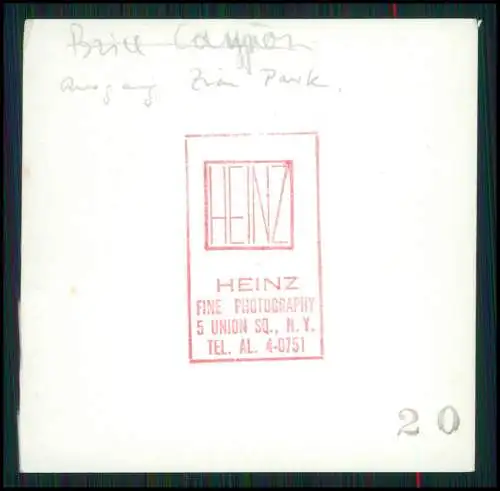 Bryce Canyon
Ausgang Zion Park.
HEINZ
HEINZ
FINE PHOTOGRAPHY
5 UNION SQ., N.Y.
TEL. AL. 4-0751
20